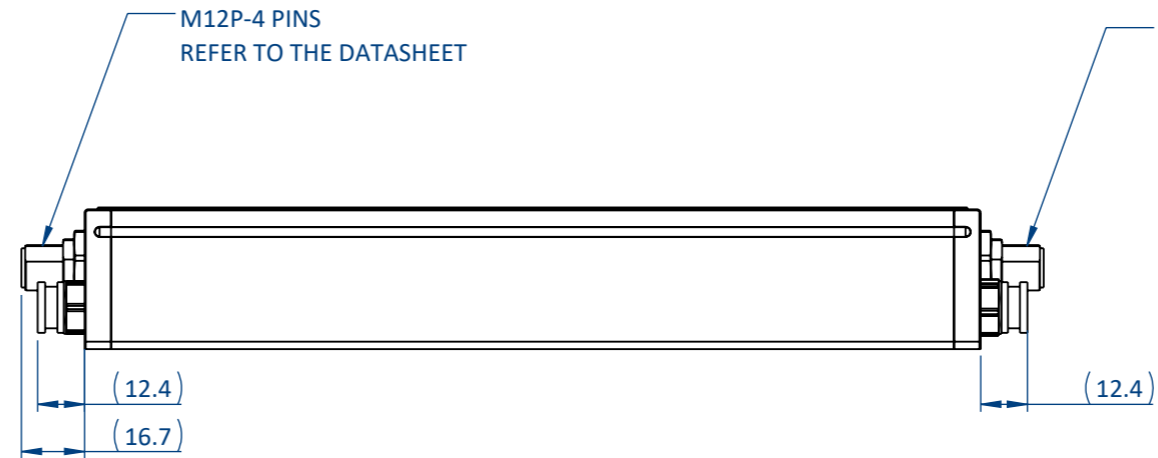 M12P-4 PINS
REFER TO THE DATASHEET
(12.4)
(12.4)
(16.7)